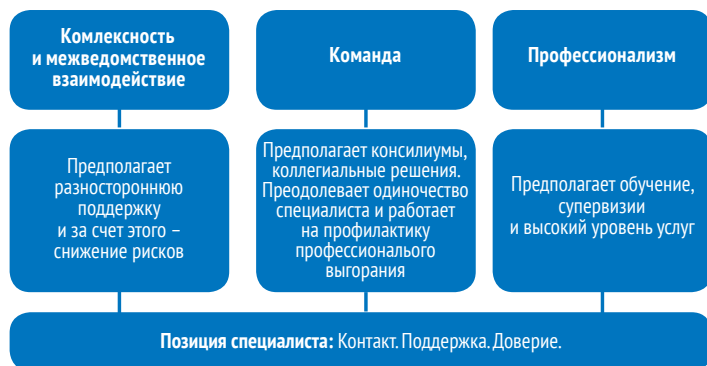 Комлексность
и межведомственное
взаимодействие
Команда
Профессионализм
Предполагает
разностороннюю
поддержку
и за счет этого –
снижение рисков
Предполагает консилиумы,
коллегиальные решения.
Преодолевает одиночество
специалиста и работает
на профилактику
профессиональого
выгорания
Предполагает обучение,
супервизии
и высокий уровень услуг
Позиция специалиста: Контакт. Поддержка. Доверие.